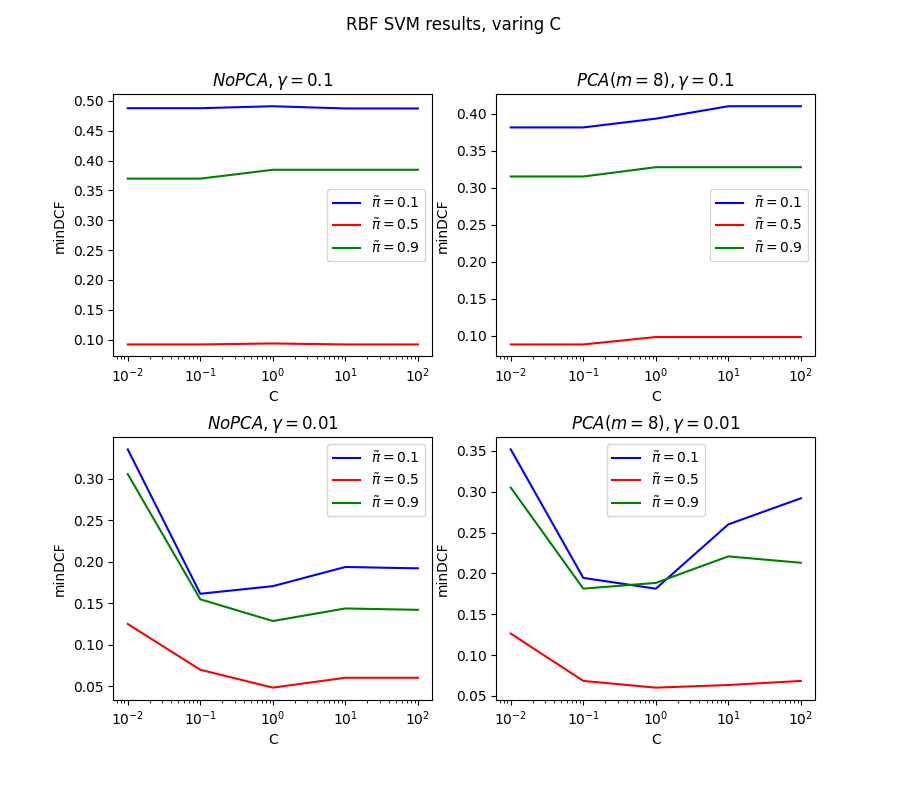 RBF SVM results, varing C
NoPCA, γ = 0.1
minDCF
0.50
0.45
0.40
0.35
0.30
0.25
0.20
0.15
0.10
π̃ = 0.1
π̃ = 0.5
π̃ = 0.9
10⁻² 10⁻¹ 10⁰ 10¹ 10²
C
PCA(m = 8), γ = 0.1
minDCF
0.40
0.35
0.30
0.25
0.20
0.15
0.10
π̃ = 0.1
π̃ = 0.5
π̃ = 0.9
10⁻² 10⁻¹ 10⁰ 10¹ 10²
C
NoPCA, γ = 0.01
minDCF
0.30
0.25
0.20
0.15
0.10
0.05
π̃ = 0.1
π̃ = 0.5
π̃ = 0.9
10⁻² 10⁻¹ 10⁰ 10¹ 10²
C
PCA(m = 8), γ = 0.01
minDCF
0.35
0.30
0.25
0.20
0.15
0.10
0.05
π̃ = 0.1
π̃ = 0.5
π̃ = 0.9
10⁻² 10⁻¹ 10⁰ 10¹ 10²
C